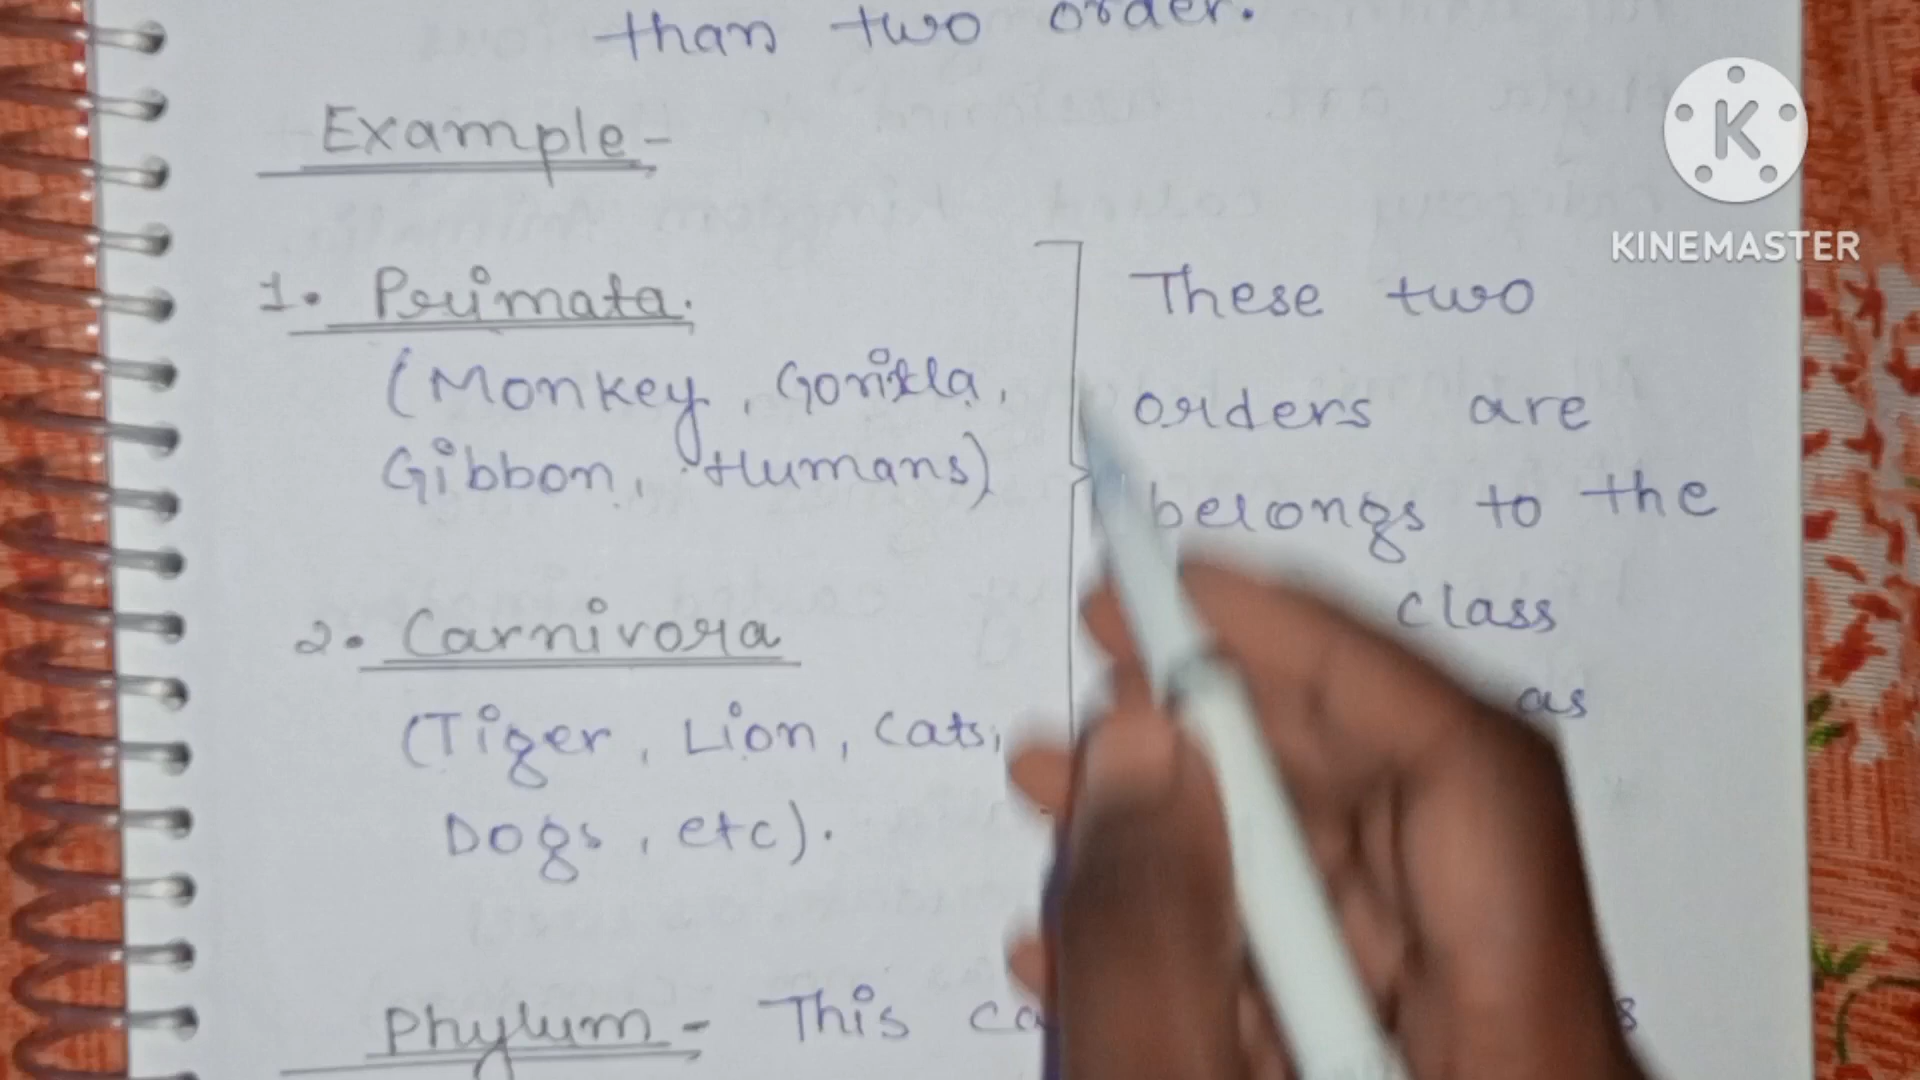 than two order.
Example-
1. Primata.
(Monkey, Gorilla,
Gibbon, Humans)
2. Carnivora
(Tiger, Lion, Cats,
Dogs, etc).
These two
orders are
belongs to the
class
as
Phylum - This
KINEMASTER